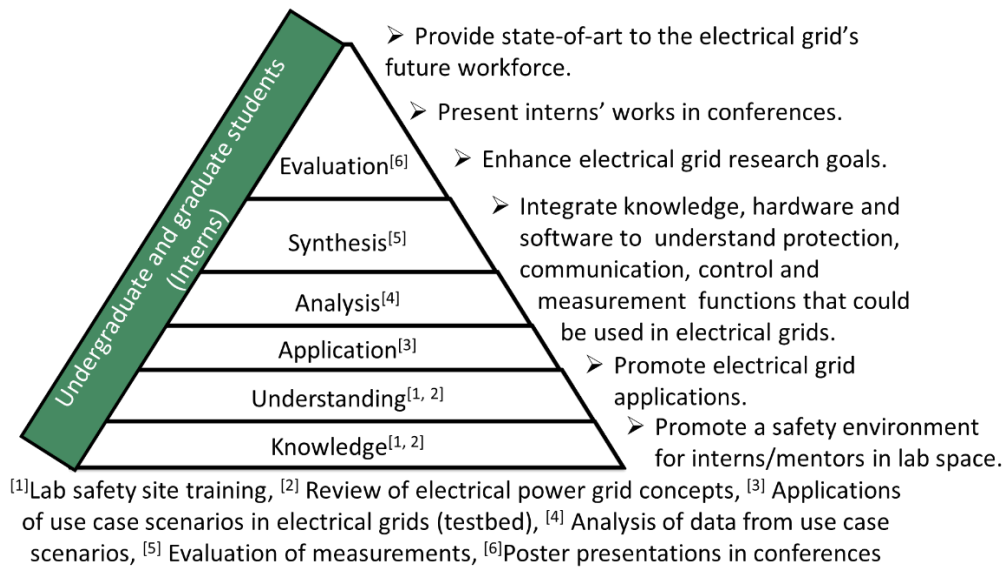 Undergraduate and graduate students
(Interns)
Evaluation[6]
Synthesis[5]
Analysis[4]
Application[3]
Understanding[1, 2]
Knowledge[1, 2]
➢ Provide state-of-art to the electrical grid's
future workforce.
➢ Present interns' works in conferences.
➢ Enhance electrical grid research goals.
➢ Integrate knowledge, hardware and
software to understand protection,
communication, control and
measurement functions that could
be used in electrical grids.
➢ Promote electrical grid
applications.
➢ Promote a safety environment
for interns/mentors in lab space.
[1]Lab safety site training, [2] Review of electrical power grid concepts, [3] Applications
of use case scenarios in electrical grids (testbed), [4] Analysis of data from use case
scenarios, [5] Evaluation of measurements, [6]Poster presentations in conferences